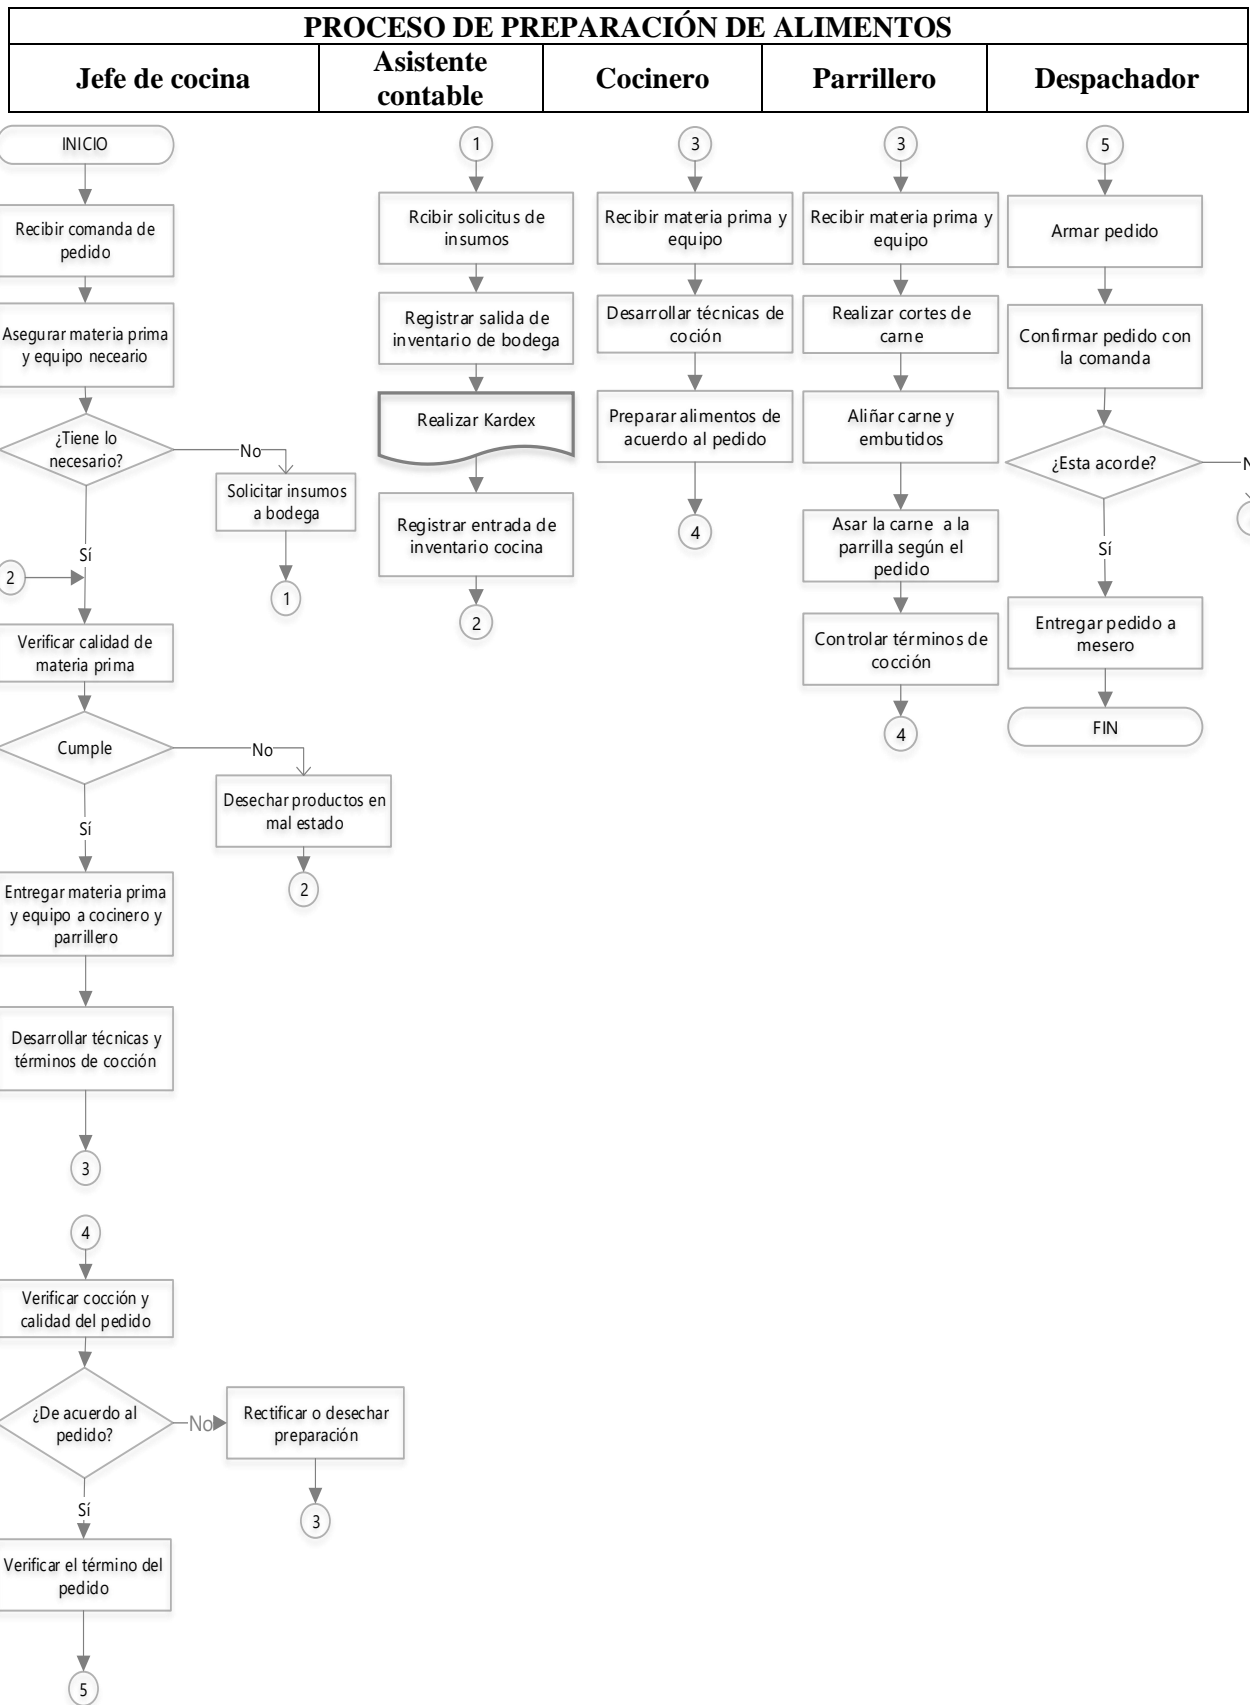 PROCESO DE PREPARACIÓN DE ALIMENTOS
Jefe de cocina
Asistente
contable
Cocinero
Parrillero
Despachador
INICIO
Recibir comanda de
pedido
Asegurar materia prima
y equipo neceario
¿Tiene lo
necesario?
No
Solicitar insumos
a bodega
1
Sí
2
Verificar calidad de
materia prima
Cumple
No
Desechar productos en
mal estado
2
Sí
Entregar materia prima
y equipo a cocinero y
parrillero
Desarrollar técnicas y
términos de cocción
3
4
Verificar cocción y
calidad del pedido
¿De acuerdo al
pedido?
No
Rectificar o desechar
preparación
3
Sí
Verificar el término del
pedido
5
1
Rcibir solicitus de
insumos
Registrar salida de
inventario de bodega
Realizar Kardex
Registrar entrada de
inventario cocina
2
3
Recibir materia prima y
equipo
Desarrollar técnicas de
coción
Preparar alimentos de
acuerdo al pedido
4
3
Recibir materia prima y
equipo
Realizar cortes de
carne
Aliñar carne y
embutidos
Asar la carne a la
parrilla según el
pedido
Controlar términos de
cocción
4
5
Armar pedido
Confirmar pedido con
la comanda
¿Esta acorde?
Sí
Entregar pedido a
mesero
FIN